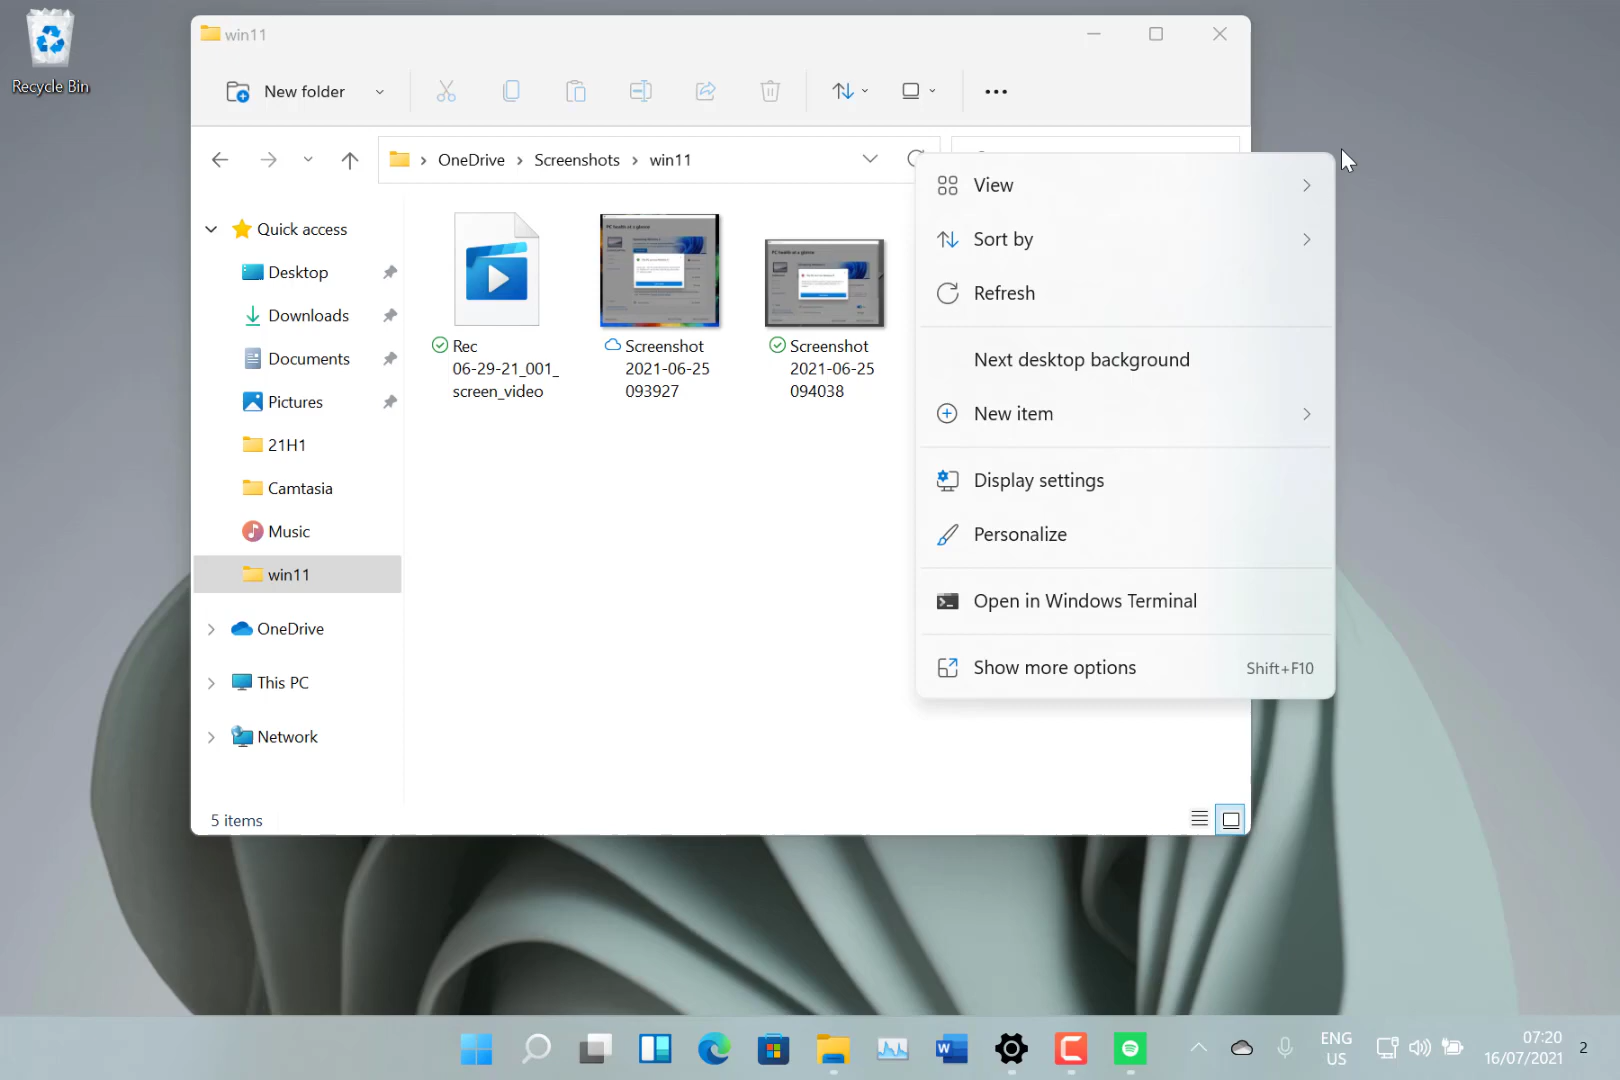 Recycle Bin
win11
New folder
OneDrive
Screenshots
win11
Quick access
Desktop
Downloads
Documents
Pictures
21H1
Camtasia
Music
win11
OneDrive
This PC
Network
Rec
06-29-21_001_
screen_video
Screenshot
2021-06-25
093927
Screenshot
2021-06-25
094038
View
Sort by
Refresh
Next desktop background
New item
Display settings
Personalize
Open in Windows Terminal
Show more options Shift+F10
5 items
ENG
US
07:20
16/07/2021
2